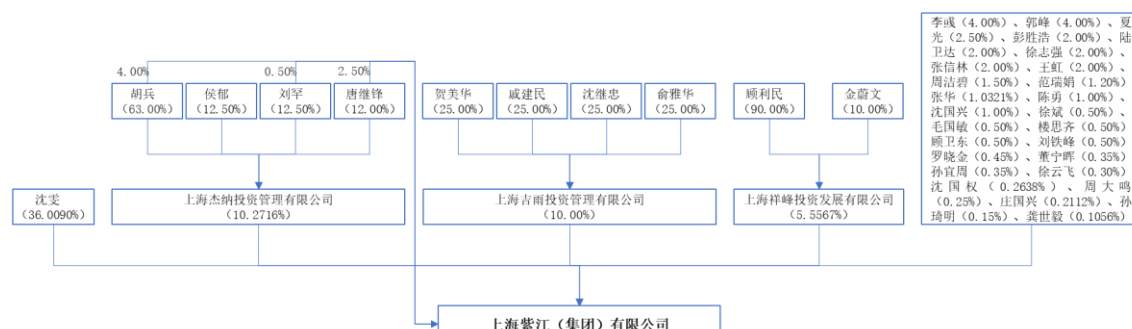 4.00%
0.50%
2.50%
胡兵
（63.00%）
侯郁
（12.50%）
刘罕
（12.50%）
唐继锋
（12.00%）
贺美华
（25.00%）
戚建民
（25.00%）
沈继忠
（25.00%）
俞雅华
（25.00%）
顾利民
（90.00%）
金蔚文
（10.00%）
李彧（4.00%）、郭峰（4.00%）、夏
光（2.50%）、彭胜浩（2.00%）、陆
卫达（2.00%）、徐志强（2.00%）、
张信林（2.00%）、王虹（2.00%）、
周洁碧（1.50%）、范瑞娟（1.20%）
张华（1.0321%）、陈勇（1.00%）、
沈国兴（1.00%）、徐斌（0.50%）、
毛国敏（0.50%）、楼思齐（0.50%）
顾卫东（0.50%）、刘铁峰（0.50%）
罗晓金（0.45%）、董宁晖（0.35%）
孙宜周（0.35%）、徐云飞（0.30%）
沈国权（0.2638%）、周大鸣
（0.25%）、庄国兴（0.2112%）、孙
琦明（0.15%）、龚世毅（0.1056%）
沈雯
（36.0090%）
上海杰纳投资管理有限公司
（10.2716%）
上海吉雨投资管理有限公司
（10.00%）
上海祥峰投资发展有限公司
（5.5567%）
上海紫江（集团）有限公司